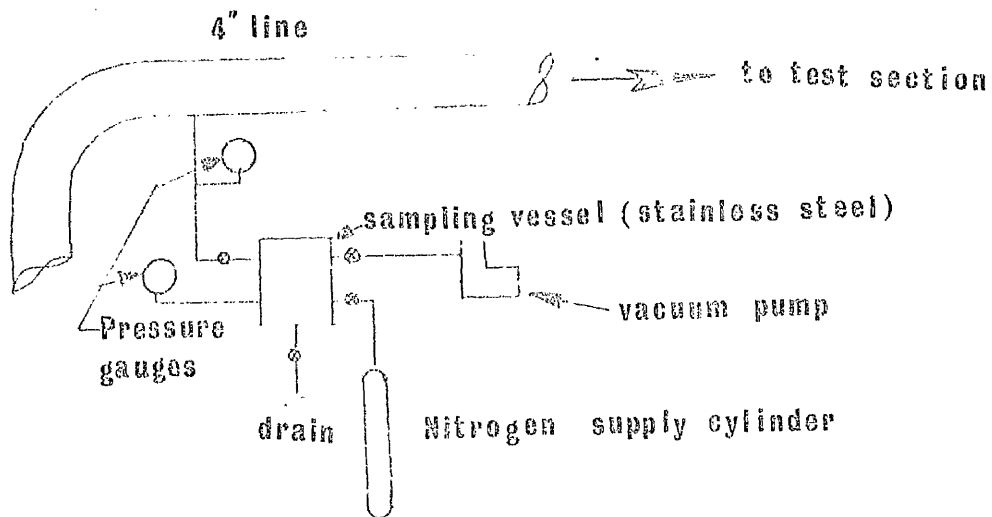 4" line
to test section
sampling vessel (stainless steel)
vacuum pump
Pressure
gauges
drain
Nitrogen supply cylinder